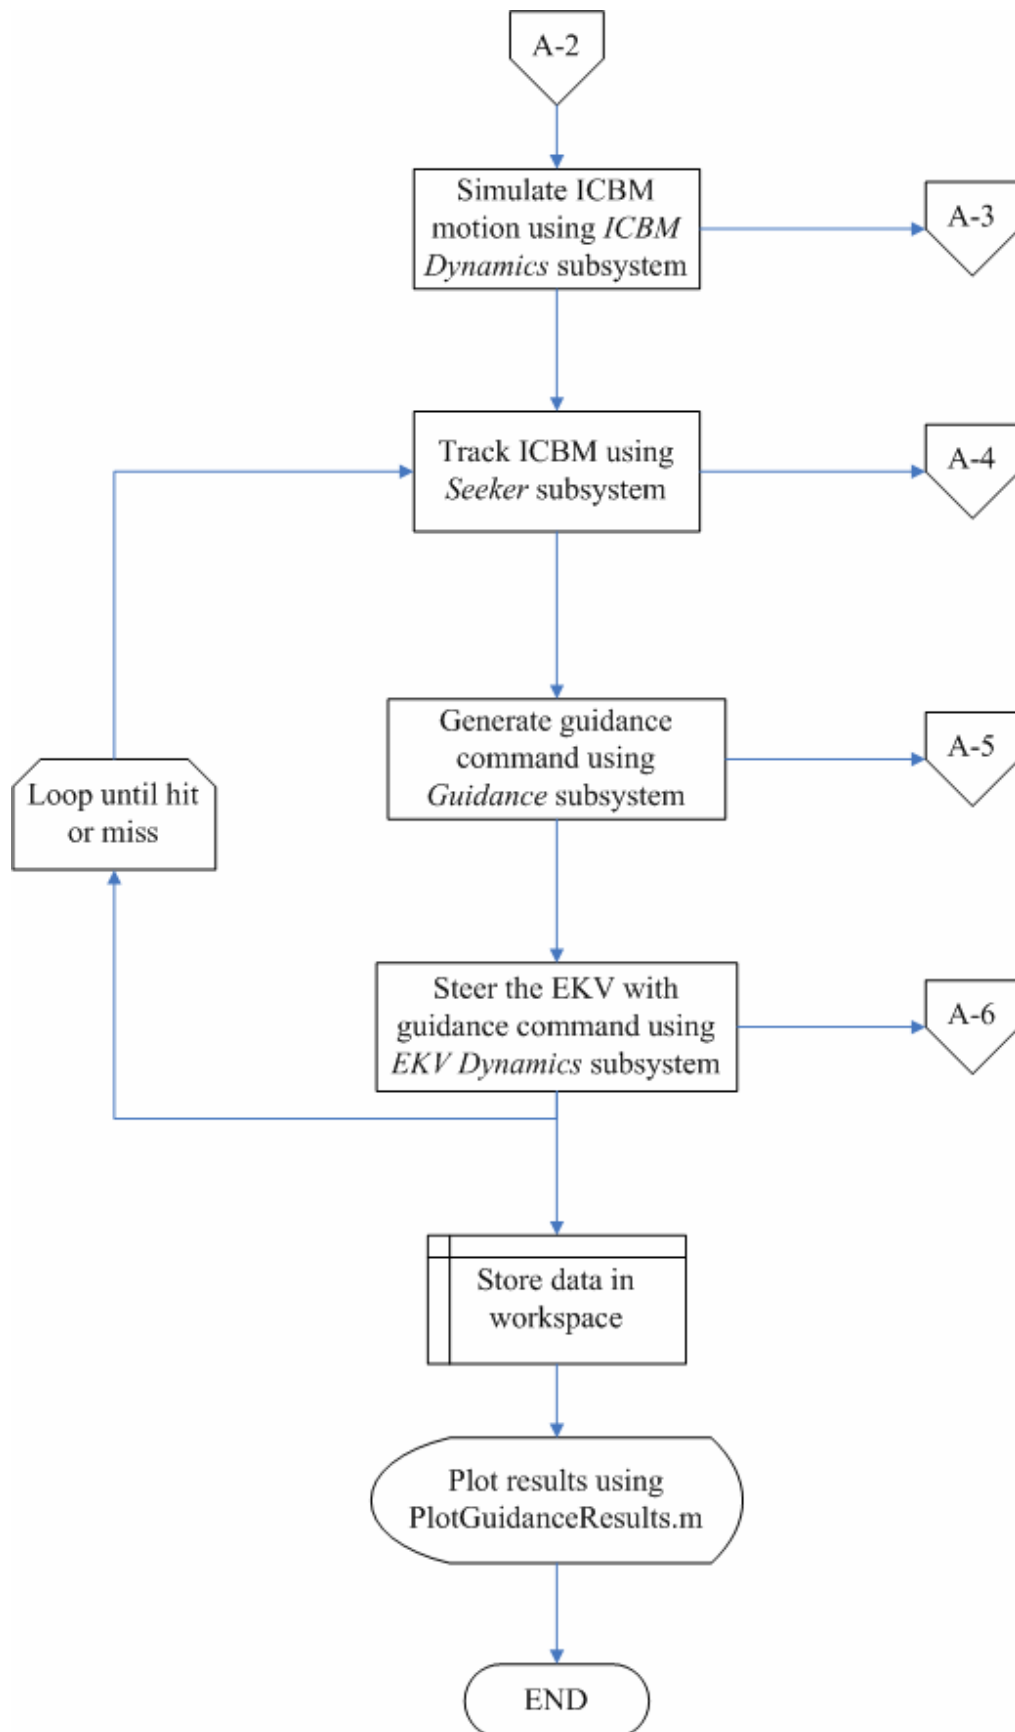 A-2
Simulate ICBM
motion using ICBM
Dynamics subsystem
A-3
Track ICBM using
Seeker subsystem
A-4
Generate guidance
command using
Guidance subsystem
A-5
Loop until hit
or miss
Steer the EKV with
guidance command using
EKV Dynamics subsystem
A-6
Store data in
workspace
Plot results using
PlotGuidanceResults.m
END